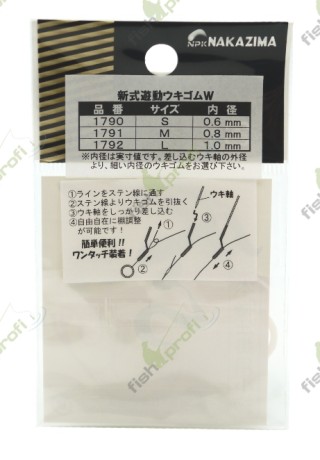 NPK NAKAZIMA
新式遊動ウキゴムW
品番 サイズ 内径
1790 S 0.6mm
1791 M 0.8mm
1792 L 1.0mm
※内径は実寸値です。差し込むウキ軸の外径
より、細い内径のウキゴムをお選び下さい。
①ラインをステン線に通す
②ステン線よりウキゴムを引抜く
③ウキ軸をしっかり差し込む
④自由自在に棚調整
が可能です!
簡単便利!!
ワンタッチ装着!
ウキ軸
① ② ③ ④
fishprofi